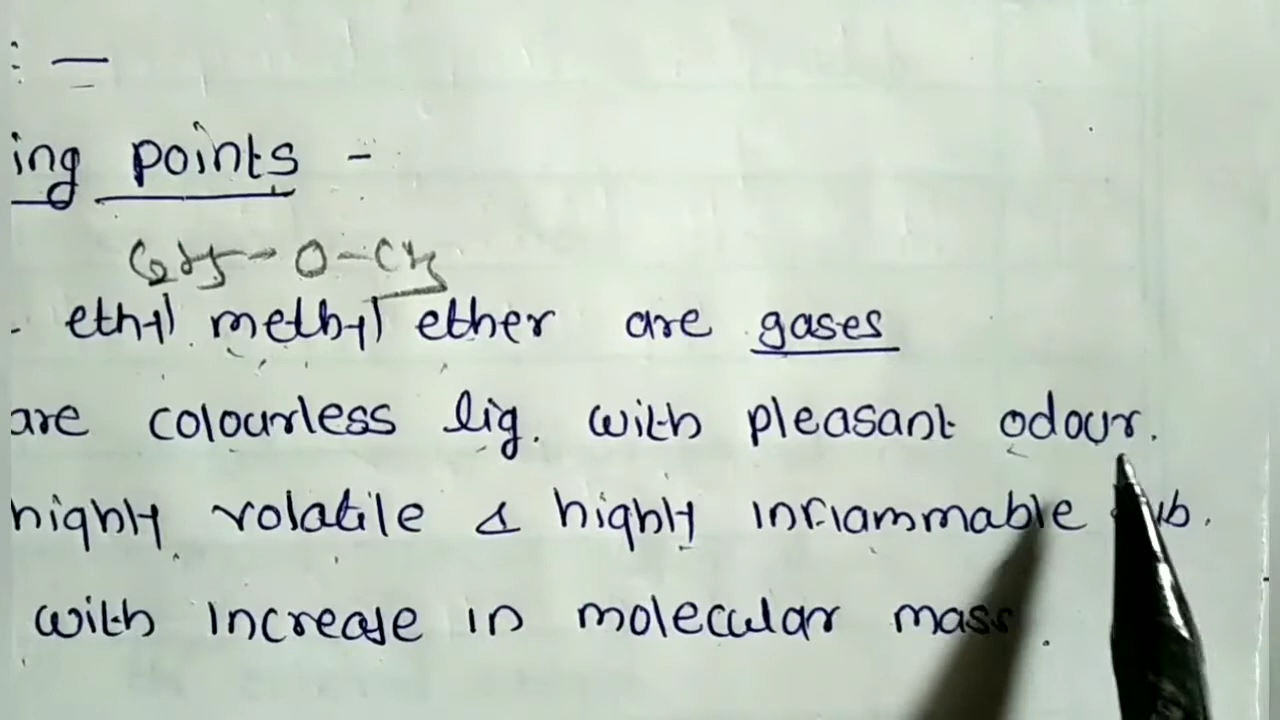 : —
ing points -
C2H5 - O - CH3
- ethyl methyl ether are gases
are colourless liq. with pleasant odour.
highly volatile & highly inflammable
with increase in molecular mass.